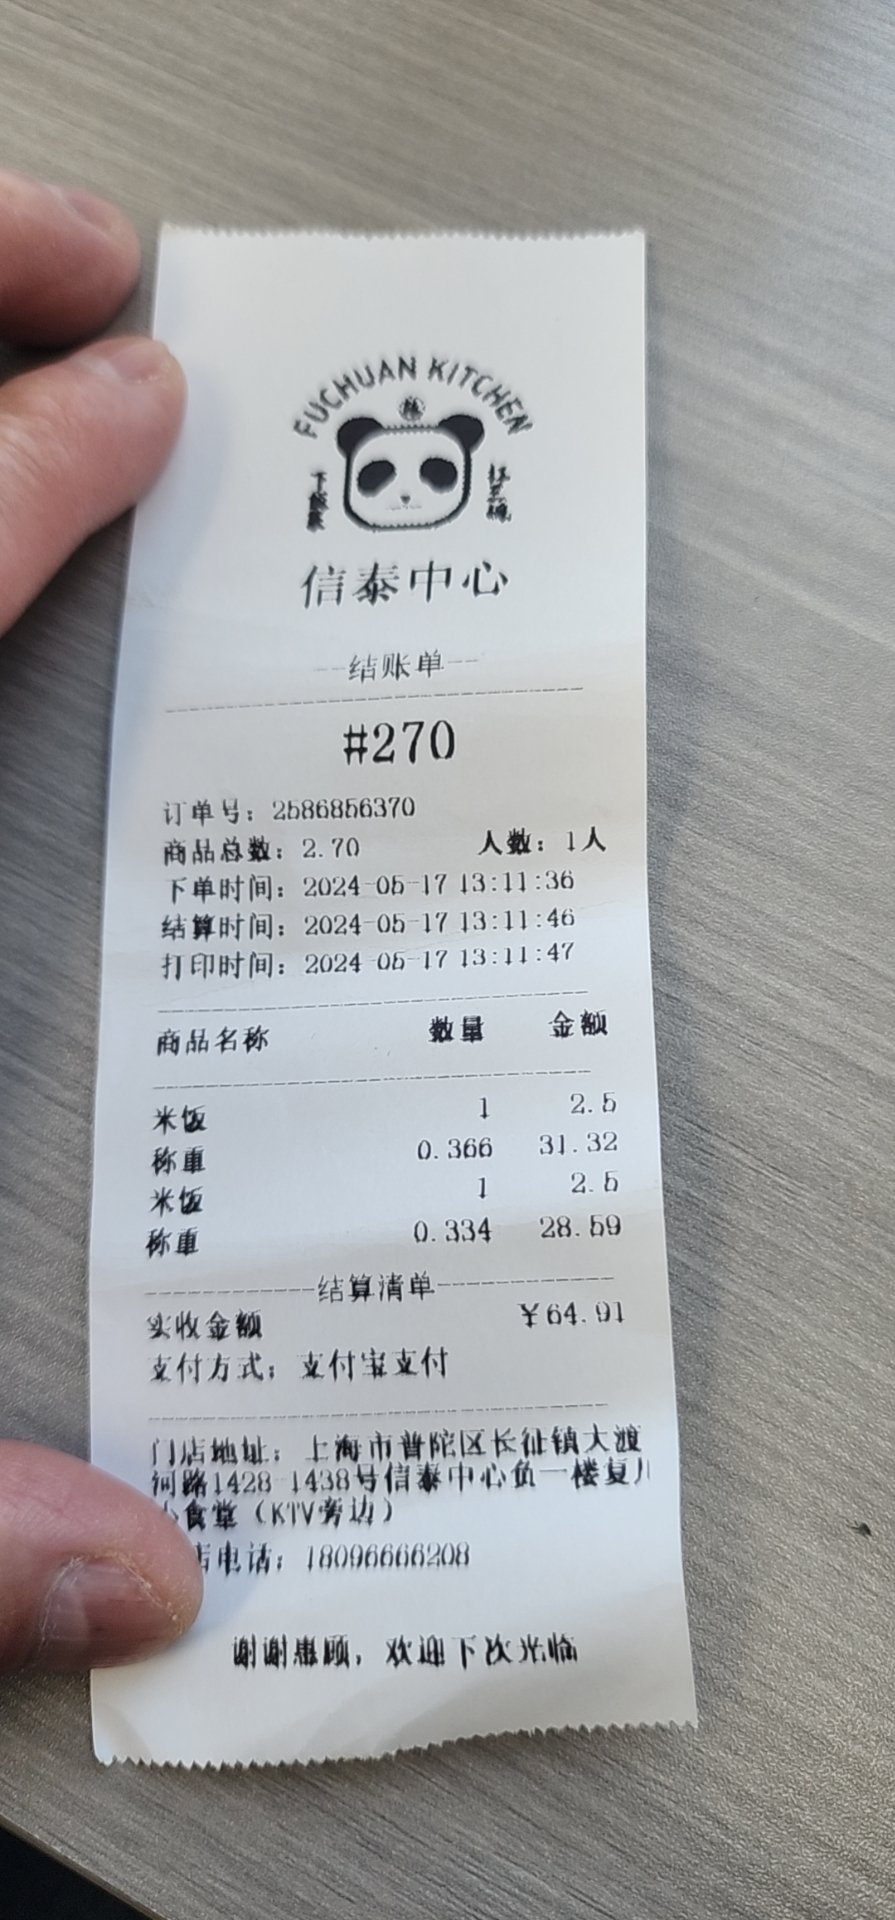 FUCHUAN KITCHEN
信泰中心
--结账单--
#270
订单号：2586856370
商品总数：2.70 人数：1人
下单时间：2024-05-17 13:11:36
结算时间：2024-05-17 13:11:46
打印时间：2024-05-17 13:11:47
商品名称 数量 金额
米饭 1 2.5
称重 0.366 31.32
米饭 1 2.5
称重 0.334 28.59
结算清单
实收金额 ¥64.91
支付方式：支付宝支付
门店地址：上海市普陀区长征镇大渡
河路1428-1438号信泰中心负一楼复川
小食堂（KTV旁边）
店电话：18096666208
谢谢惠顾，欢迎下次光临